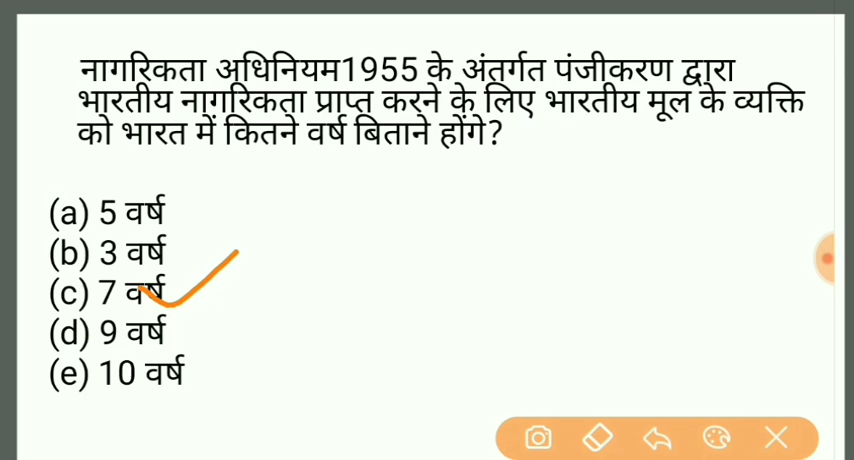 नागरिकता अधिनियम1955 के अंतर्गत पंजीकरण द्वारा
भारतीय नागरिकता प्राप्त करने के लिए भारतीय मूल के व्यक्ति
को भारत में कितने वर्ष बिताने होंगे?
(a) 5 वर्ष
(b) 3 वर्ष
(c) 7 वर्ष
(d) 9 वर्ष
(e) 10 वर्ष